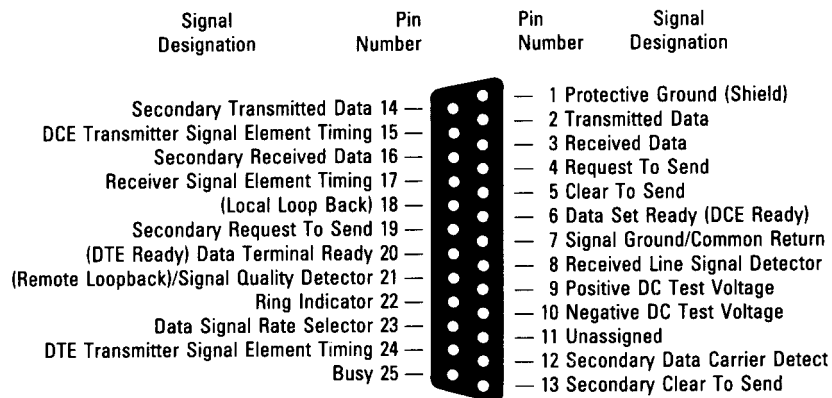 Signal Designation
Pin Number
Pin Number
Signal Designation
Secondary Transmitted Data 14
DCE Transmitter Signal Element Timing 15
Secondary Received Data 16
Receiver Signal Element Timing 17
(Local Loop Back) 18
Secondary Request To Send 19
(DTE Ready) Data Terminal Ready 20
(Remote Loopback)/Signal Quality Detector 21
Ring Indicator 22
Data Signal Rate Selector 23
DTE Transmitter Signal Element Timing 24
Busy 25
1 Protective Ground (Shield)
2 Transmitted Data
3 Received Data
4 Request To Send
5 Clear To Send
6 Data Set Ready (DCE Ready)
7 Signal Ground/Common Return
8 Received Line Signal Detector
9 Positive DC Test Voltage
10 Negative DC Test Voltage
11 Unassigned
12 Secondary Data Carrier Detect
13 Secondary Clear To Send